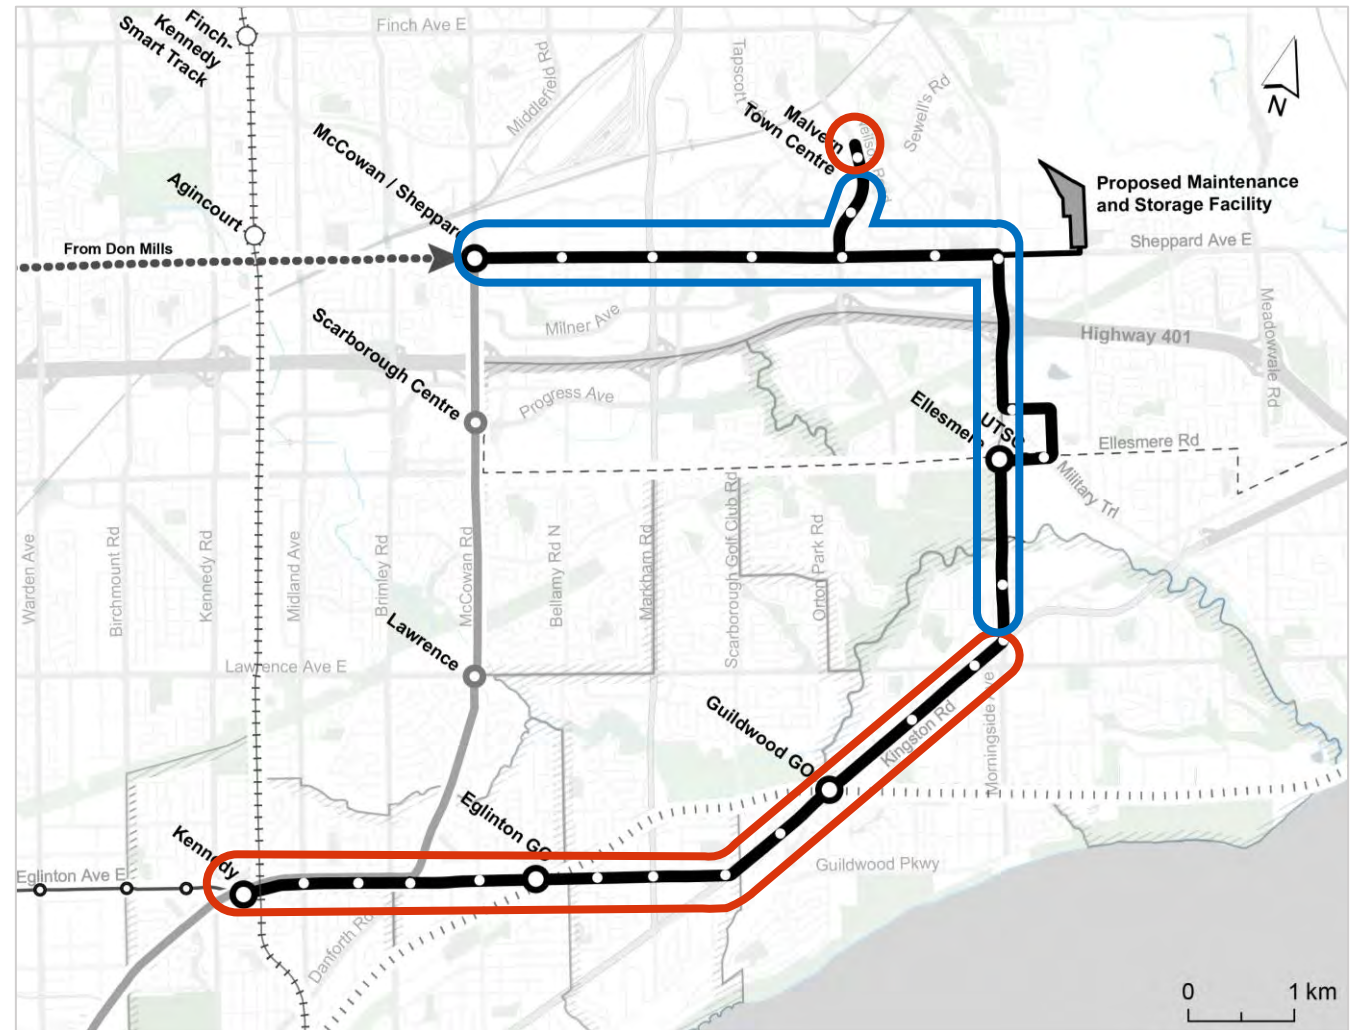 Finch Ave E
Finch-
Kennedy
Smart Track
Middlefield Rd
Tapscott
Sewell's Rd
Malvern
Town Centre
McCowan / Sheppard
Agincourt
From Don Mills
Proposed Maintenance
and Storage Facility
Sheppard Ave E
N
Milner Ave
Scarborough Centre
Progress Ave
Highway 401
Meadowvale Rd
Ellesmere
UTSC
Ellesmere Rd
Military Trl
Warden Ave
Birchmount Rd
Kennedy Rd
Midland Ave
Brimley Rd
McCowan Rd
Bellamy Rd N
Markham Rd
Scarborough Golf Club Rd
Orton Park Rd
Lawrence
Lawrence Ave E
Guildwood GO
Kingston Rd
Morningside Ave
Eglinton GO
Kennedy
Eglinton Ave E
Guildwood Pkwy
Danforth Rd
0 1 km